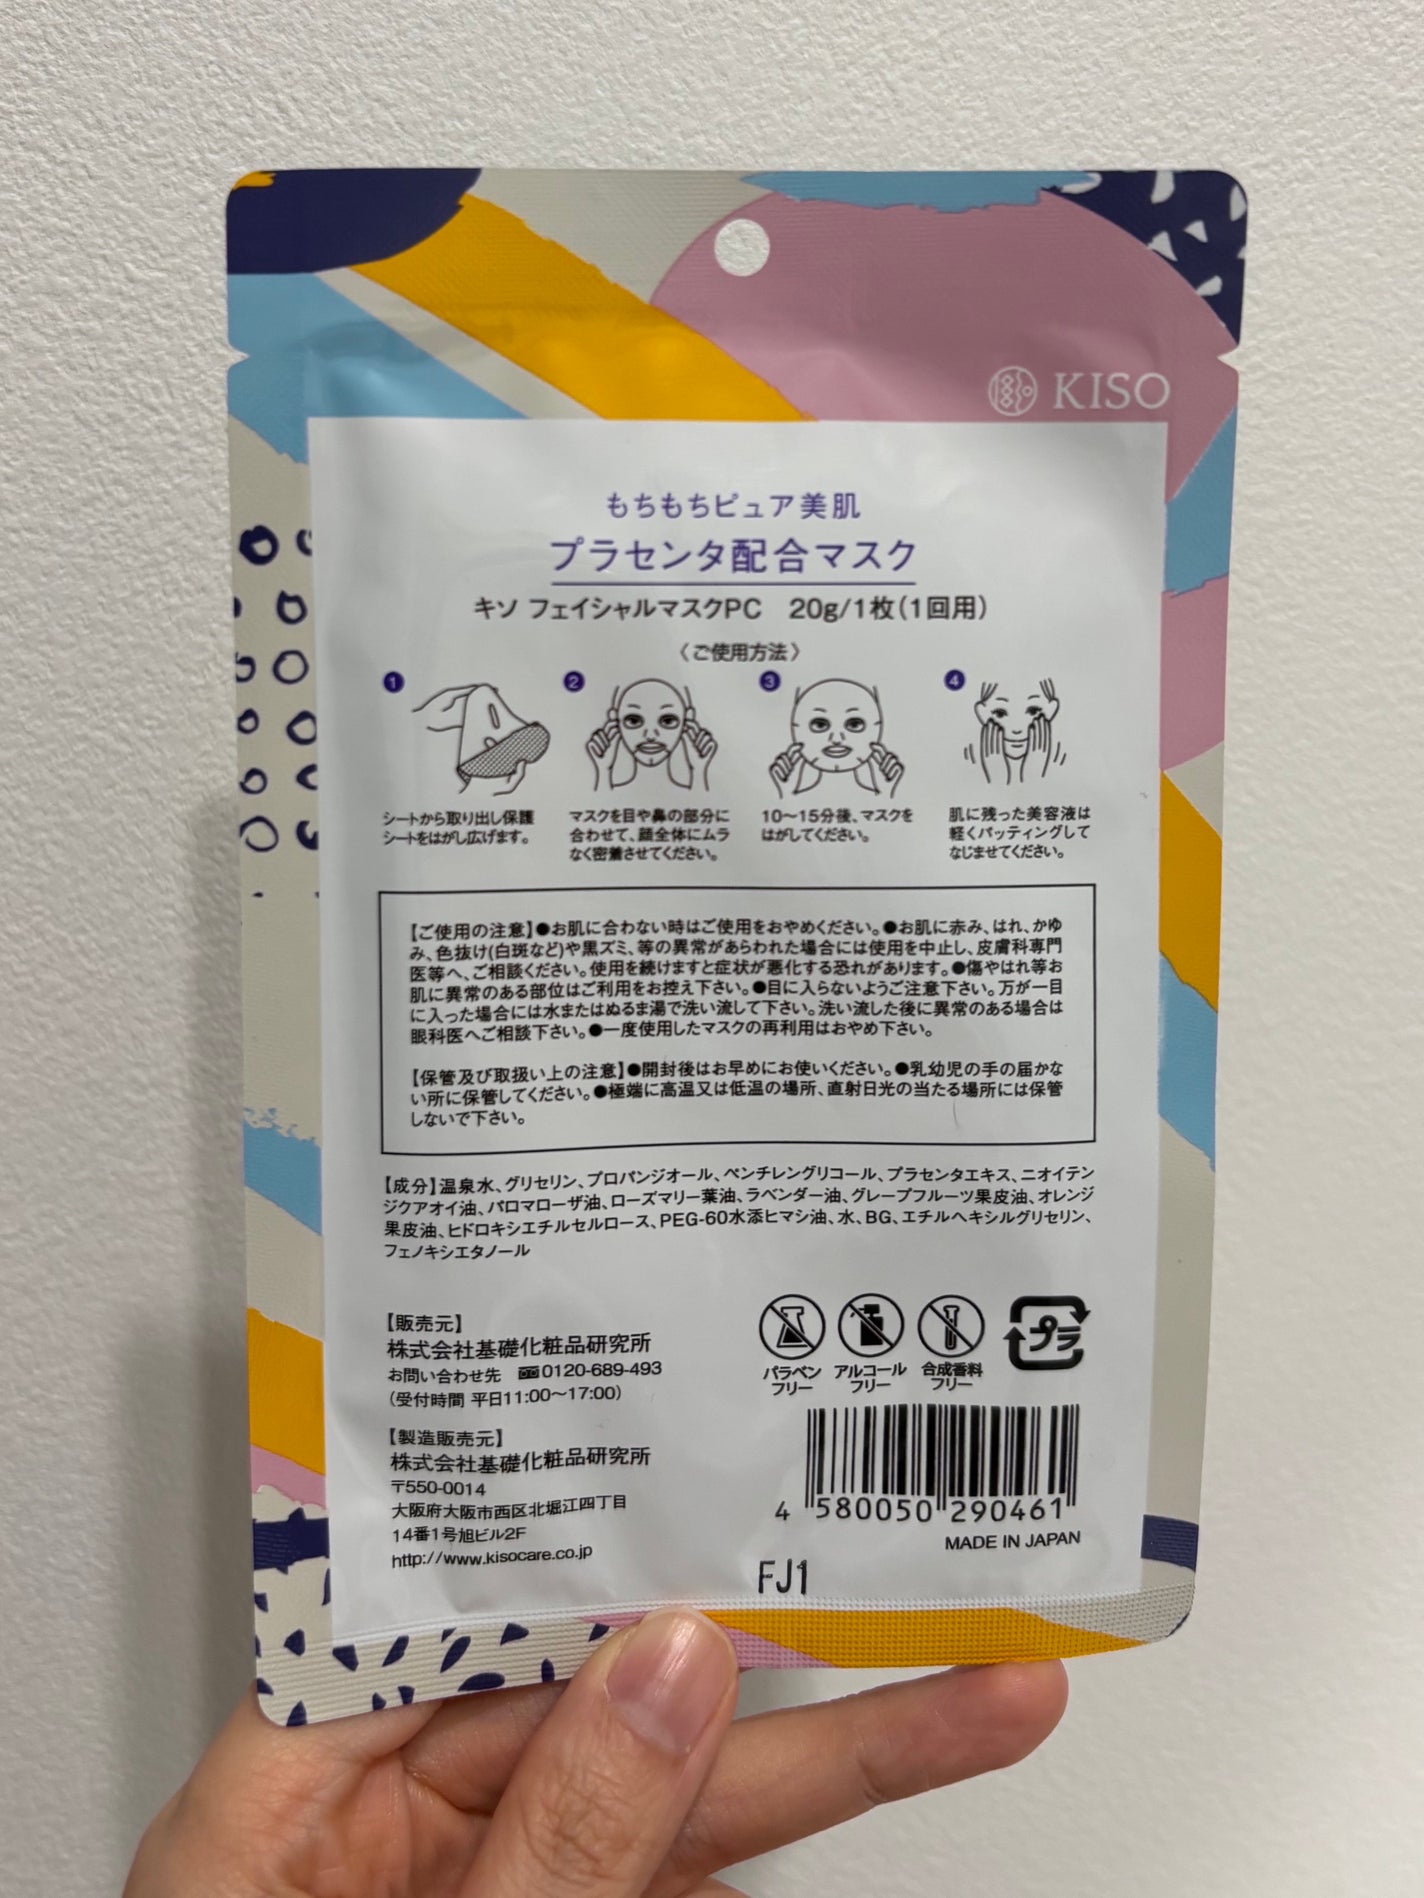 KISO
もちもちピュア美肌
プラセンタ配合マスク
キソ フェイシャルマスクPC 20g/1枚(1回用)
〈ご使用方法〉
1
シートから取り出し保護
シートをはがし広げます。
2
マスクを目や鼻の部分に
合わせて、顔全体にムラ
なく密着させてください。
3
10〜15分後、マスクを
はがしてください。
4
肌に残った美容液は
軽くパッティングして
なじませてください。
【ご使用の注意】●お肌に合わない時はご使用をおやめください。●お肌に赤み、はれ、かゆ
み、色抜け(白斑など)や黒ズミ、等の異常があらわれた場合には使用を中止し、皮膚科専門
医等へ、ご相談ください。使用を続けますと症状が悪化する恐れがあります。●傷やはれ等お
肌に異常のある部位はご利用をお控え下さい。●目に入らないようご注意下さい。万が一目
に入った場合には水またはぬるま湯で洗い流して下さい。洗い流した後に異常のある場合は
眼科医へご相談下さい。●一度使用したマスクの再利用はおやめ下さい。
【保管及び取扱い上の注意】●開封後はお早めにお使いください。●乳幼児の手の届かな
い所に保管してください。●極端に高温又は低温の場所、直射日光の当たる場所には保管
しないで下さい。
【成分】温泉水、グリセリン、プロパンジオール、ペンチレングリコール、プラセンタエキス、ニオイテン
ジクアオイ油、パロマローザ油、ローズマリー葉油、ラベンダー油、グレープフルーツ果皮油、オレンジ
果皮油、ヒドロキシエチルセルロース、PEG-60水添ヒマシ油、水、BG、エチルヘキシルグリセリン、
フェノキシエタノール
【販売元】
株式会社基礎化粧品研究所
お問い合わせ先 0120-689-493
(受付時間 平日11:00〜17:00)
【製造販売元】
株式会社基礎化粧品研究所
〒550-0014
大阪府大阪市西区北堀江四丁目
14番1号旭ビル2F
http://www.kisocare.co.jp
パラベン
フリー
アルコール
フリー
合成香料
フリー
プラ
4 580050 290461
MADE IN JAPAN
FJ1